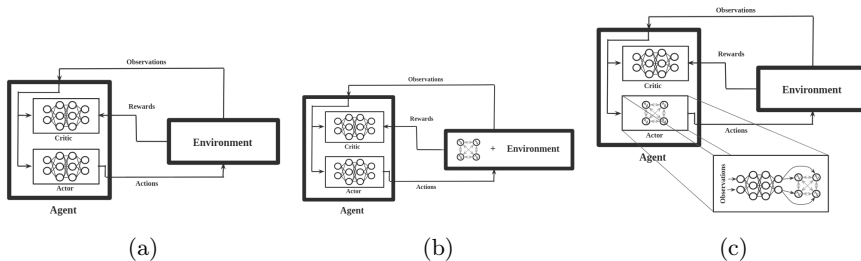 Observations
Rewards
Critic
Environment
Actor
Actions
Agent
(a)
Observations
Rewards
Critic
+ Environment
Actor
Actions
Agent
(b)
Observations
Rewards
Critic
Environment
Actor
Actions
Agent
Observations
(c)